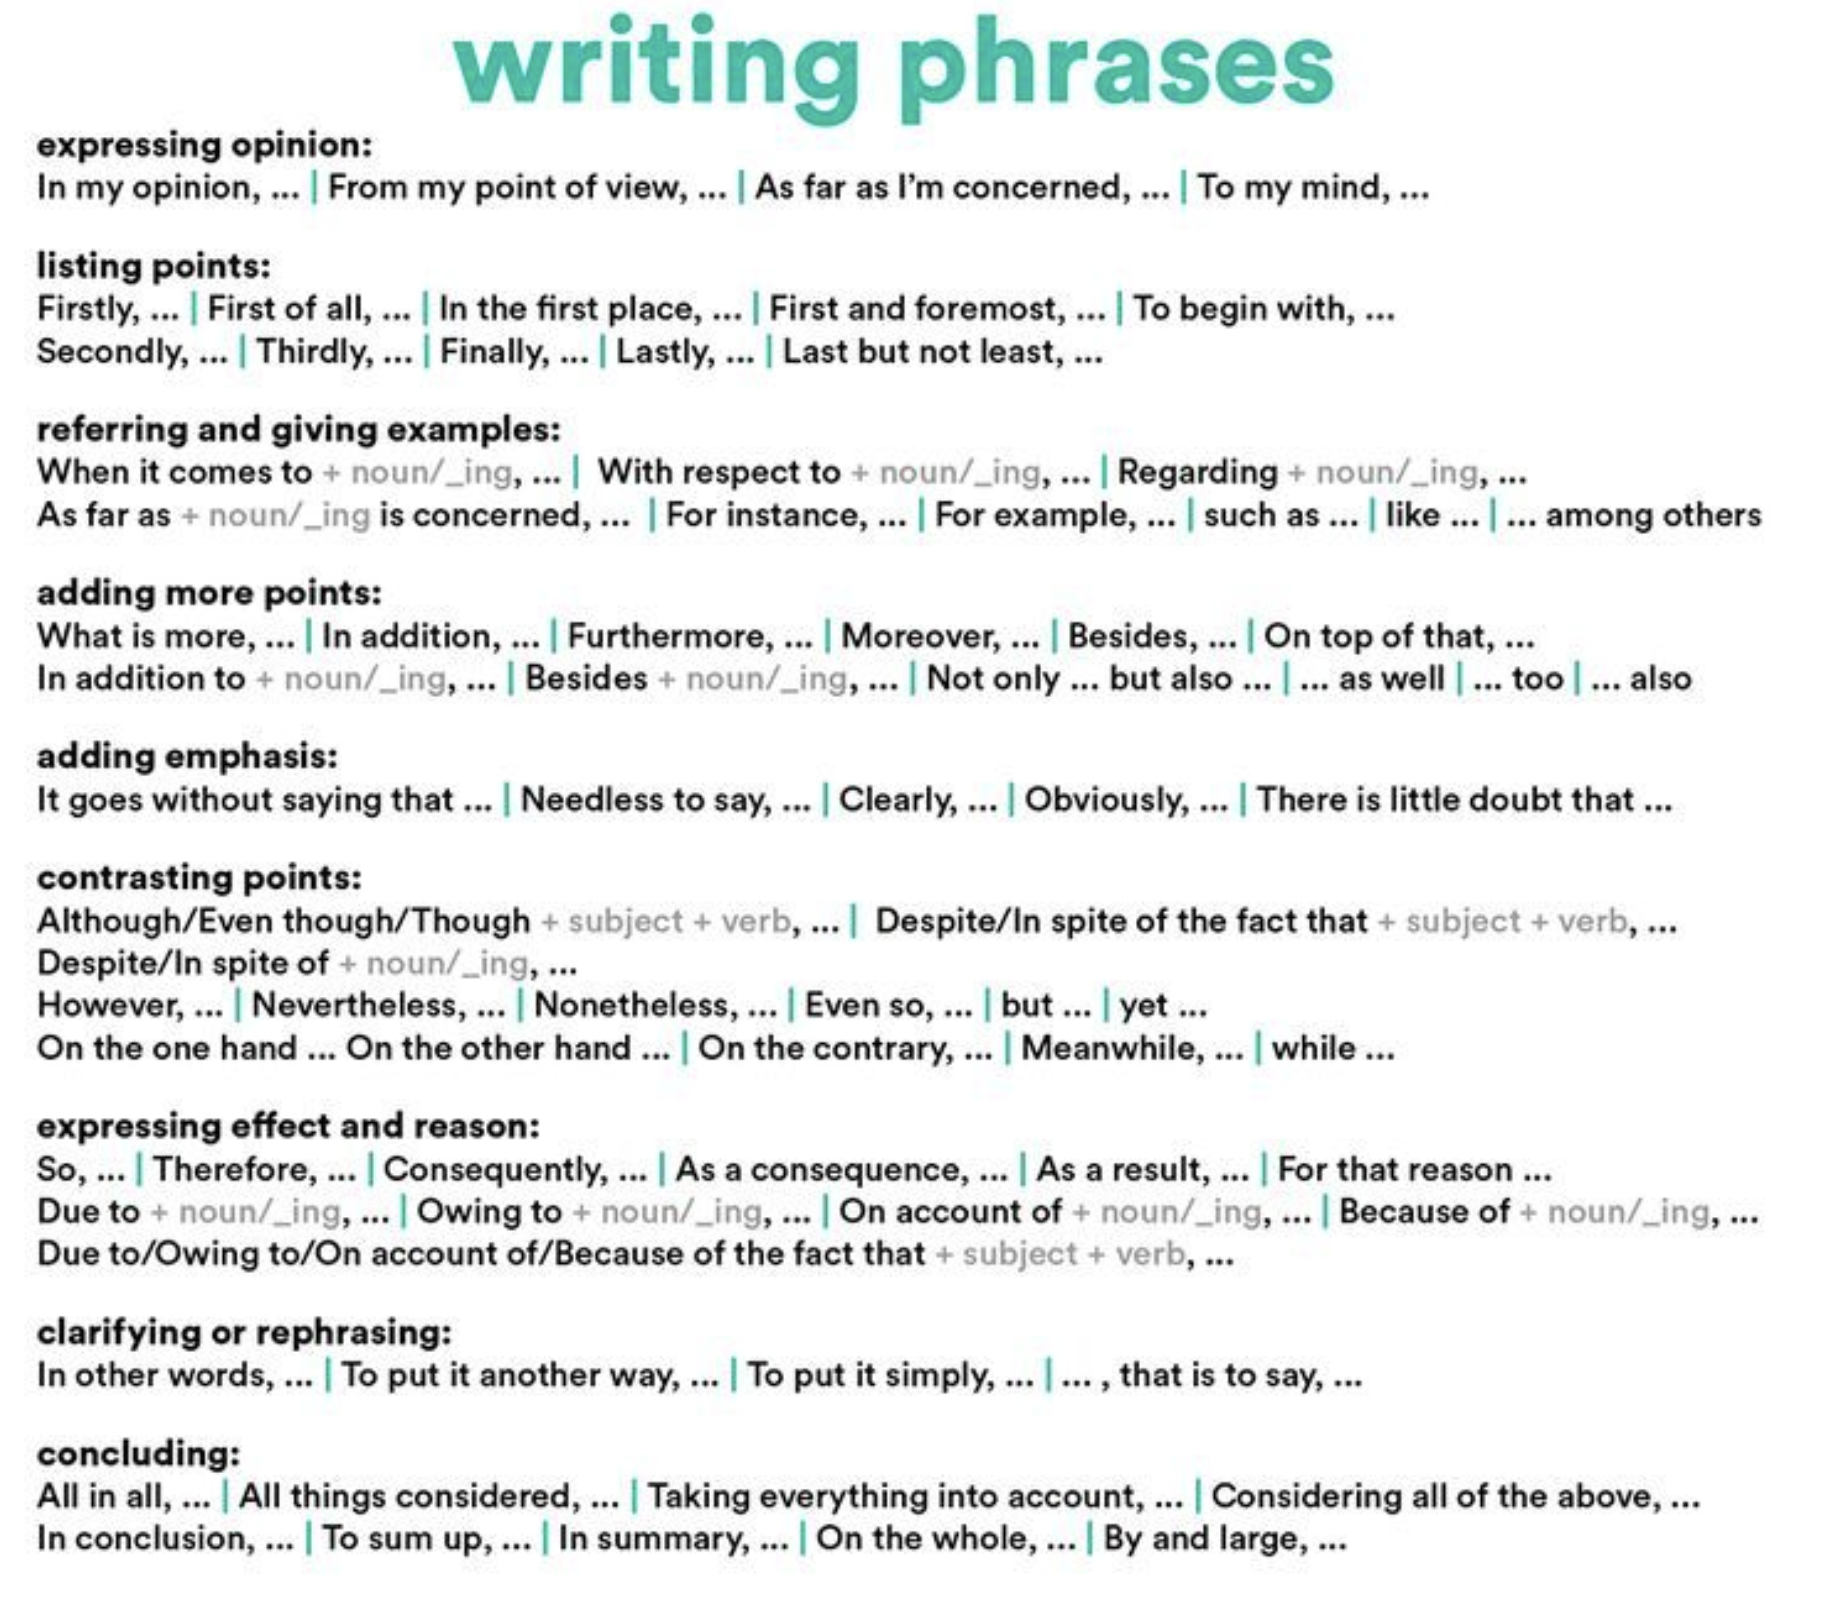 writing phrases
expressing opinion:
In my opinion, ... | From my point of view, ... | As far as I'm concerned, ... | To my mind, ...
listing points:
Firstly, ... | First of all, ... | In the first place, ... | First and foremost, ... | To begin with, ...
Secondly, ... | Thirdly, ... | Finally, ... | Lastly, ... | Last but not least, ...
referring and giving examples:
When it comes to + noun/_ing, ... | With respect to + noun/_ing, ... | Regarding + noun/_ing, ...
As far as + noun/_ing is concerned, ... | For instance, ... | For example, ... | such as ... | like ... | ... among others
adding more points:
What is more, ... | In addition, ... | Furthermore, ... | Moreover, ... | Besides, ... | On top of that, ...
In addition to + noun/_ing, ... | Besides + noun/_ing, ... | Not only ... but also ... | ... as well | ... too | ... also
adding emphasis:
It goes without saying that ... | Needless to say, ... | Clearly, ... | Obviously, ... | There is little doubt that ...
contrasting points:
Although/Even though/Though + subject + verb, ... | Despite/In spite of the fact that + subject + verb, ...
Despite/In spite of + noun/_ing, ...
However, ... | Nevertheless, ... | Nonetheless, ... | Even so, ... | but ... | yet ...
On the one hand ... On the other hand ... | On the contrary, ... | Meanwhile, ... | while ...
expressing effect and reason:
So, ... | Therefore, ... | Consequently, ... | As a consequence, ... | As a result, ... | For that reason ...
Due to + noun/_ing, ... | Owing to + noun/_ing, ... | On account of + noun/_ing, ... | Because of + noun/_ing, ...
Due to/Owing to/On account of/Because of the fact that + subject + verb, ...
clarifying or rephrasing:
In other words, ... | To put it another way, ... | To put it simply, ... | ... , that is to say, ...
concluding:
All in all, ... | All things considered, ... | Taking everything into account, ... | Considering all of the above, ...
In conclusion, ... | To sum up, ... | In summary, ... | On the whole, ... | By and large, ...